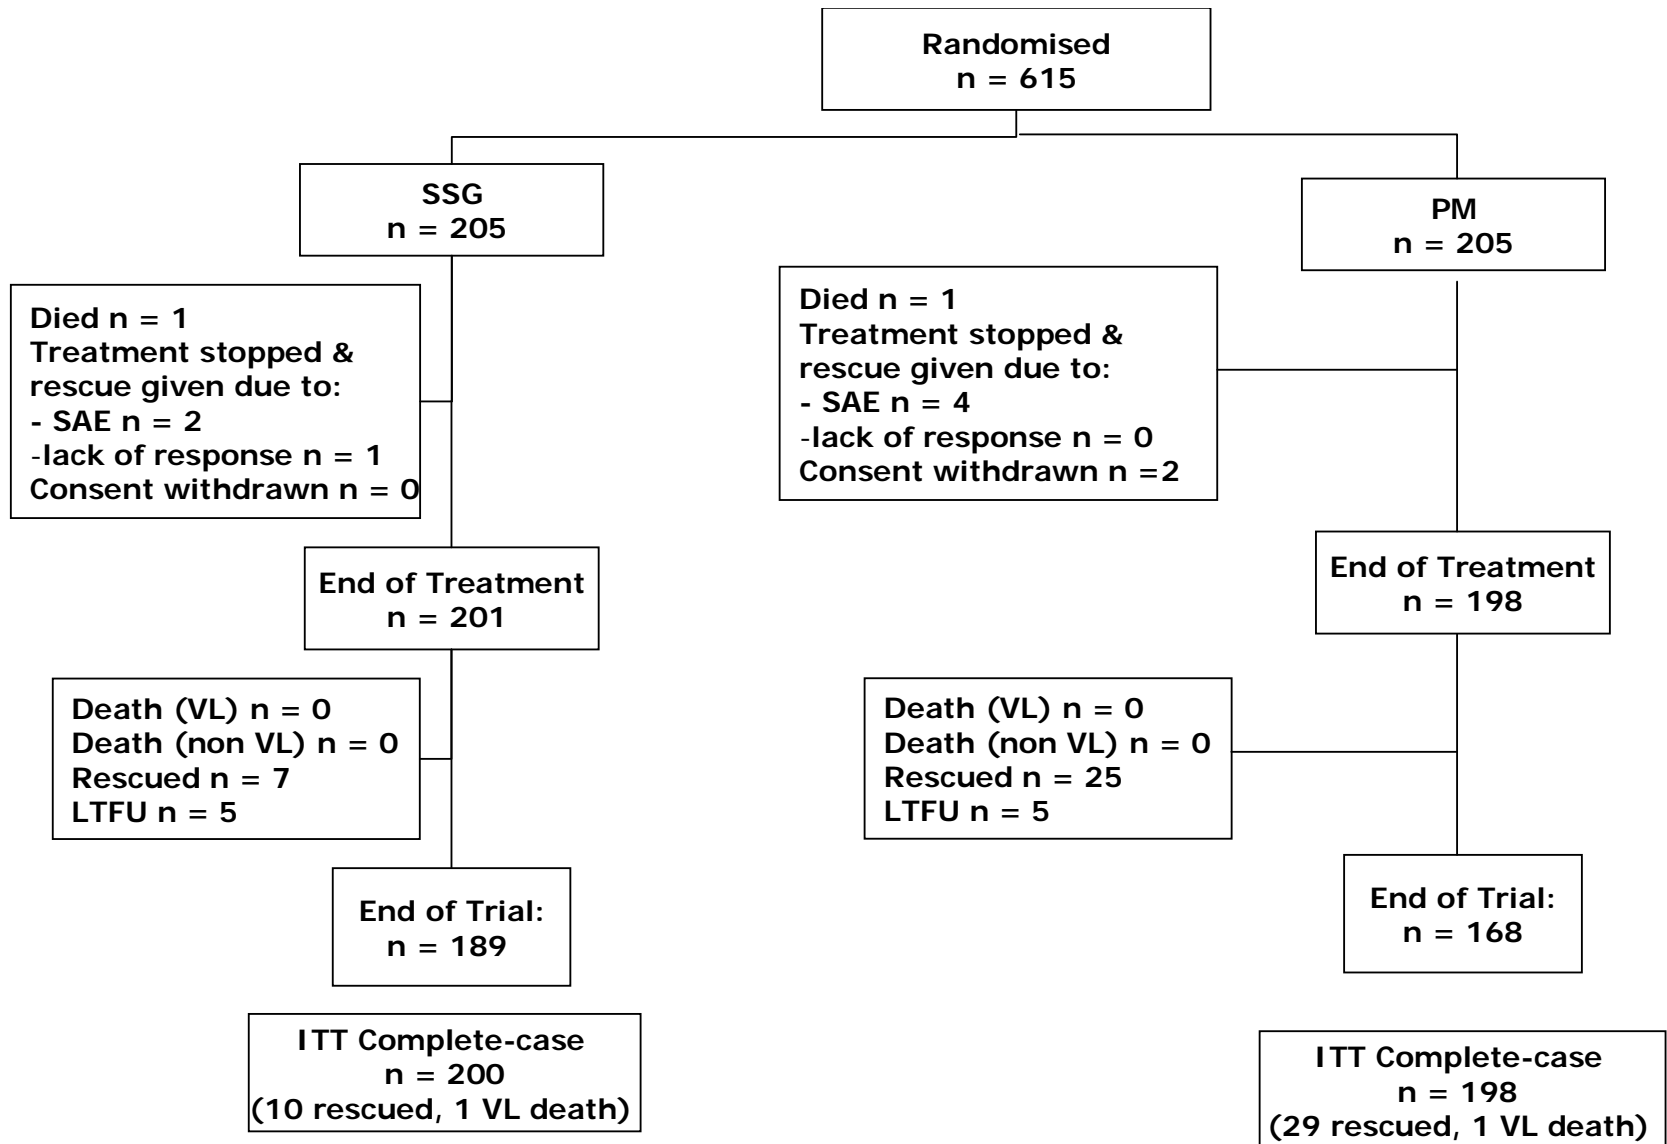 Randomised
n = 615
SSG
n = 205
PM
n = 205
Died n = 1
Treatment stopped &
rescue given due to:
- SAE n = 2
-lack of response n = 1
Consent withdrawn n = 0
Died n = 1
Treatment stopped &
rescue given due to:
- SAE n = 4
-lack of response n = 0
Consent withdrawn n =2
End of Treatment
n = 201
End of Treatment
n = 198
Death (VL) n = 0
Death (non VL) n = 0
Rescued n = 7
LTFU n = 5
Death (VL) n = 0
Death (non VL) n = 0
Rescued n = 25
LTFU n = 5
End of Trial:
n = 189
End of Trial:
n = 168
ITT Complete-case
n = 200
(10 rescued, 1 VL death)
ITT Complete-case
n = 198
(29 rescued, 1 VL death)